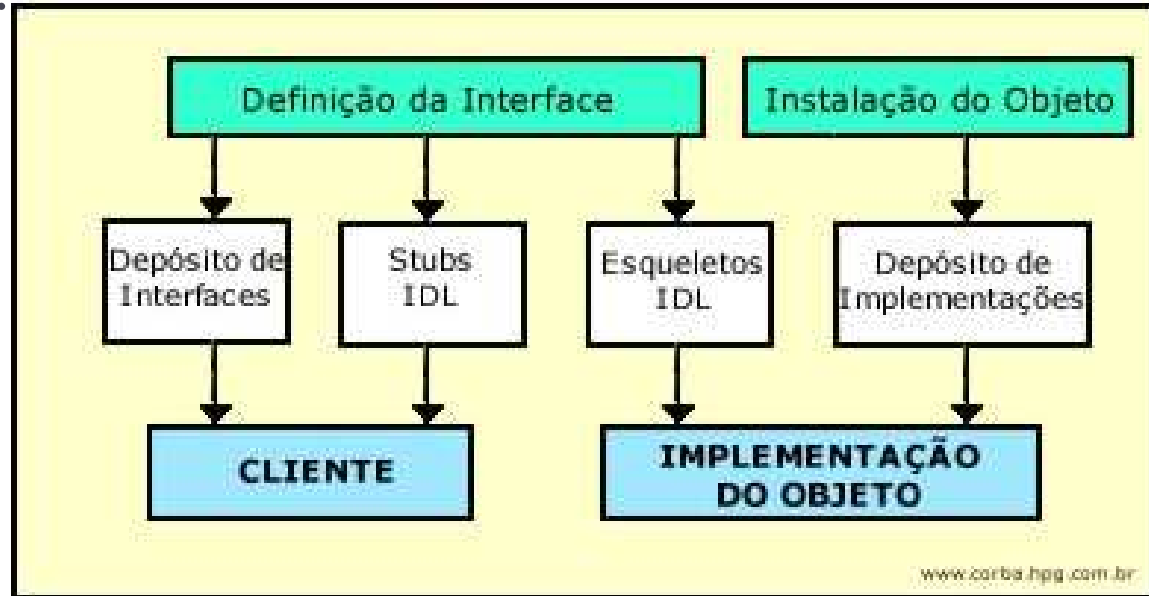 Definição da Interface
Instalação do Objeto
Depósito de
Interfaces
Stubs
IDL
Esqueletos
IDL
Depósito de
Implementações
CLIENTE
IMPLEMENTAÇÃO
DO OBJETO
www.corba.hpg.com.br